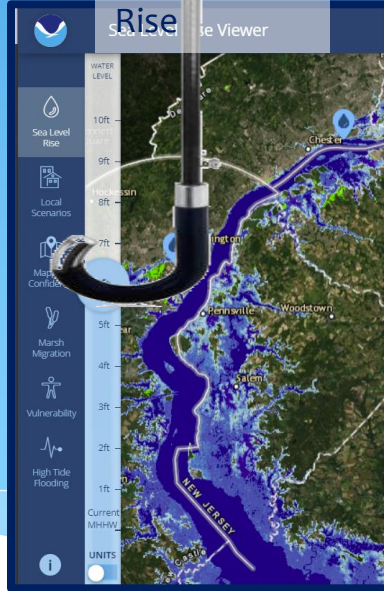 Rise
Sea Level Rise Viewer
WATER
LEVEL
10ft
9ft
8ft
7ft
5ft
4ft
3ft
2ft
1ft
Current
MHHW
UNITS
Sea Level
Rise
Local
Scenarios
Marsh
Migration
Vulnerability
High Tide
Flooding
i
Chester
Pennsville
Woodstown
Salem
NEW JERSEY